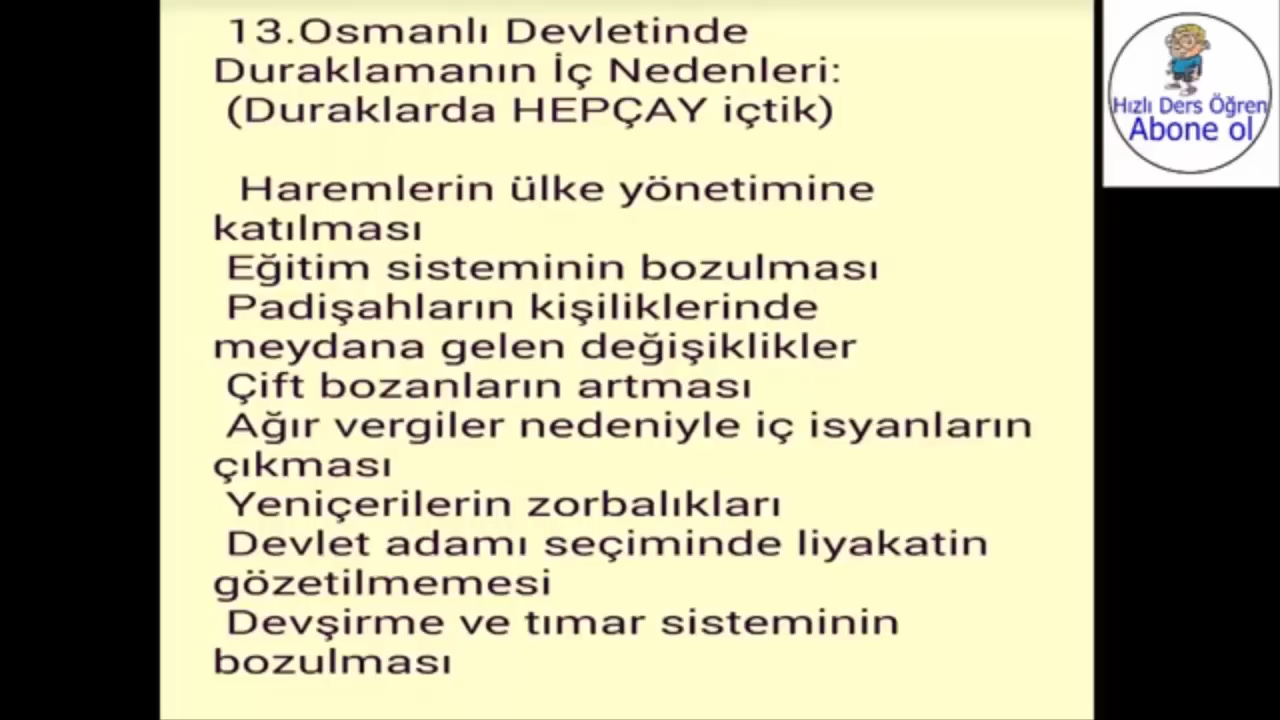 13.Osmanlı Devletinde
Duraklamanın İç Nedenleri:
(Duraklarda HEPÇAY içtik)
Haremlerin ülke yönetimine
katılması
Eğitim sisteminin bozulması
Padişahların kişiliklerinde
meydana gelen değişiklikler
Çift bozanların artması
Ağır vergiler nedeniyle iç isyanların
çıkması
Yeniçerilerin zorbalıkları
Devlet adamı seçiminde liyakatin
gözetilmemesi
Devşirme ve tımar sisteminin
bozulması
Hızlı Ders Öğren
Abone ol